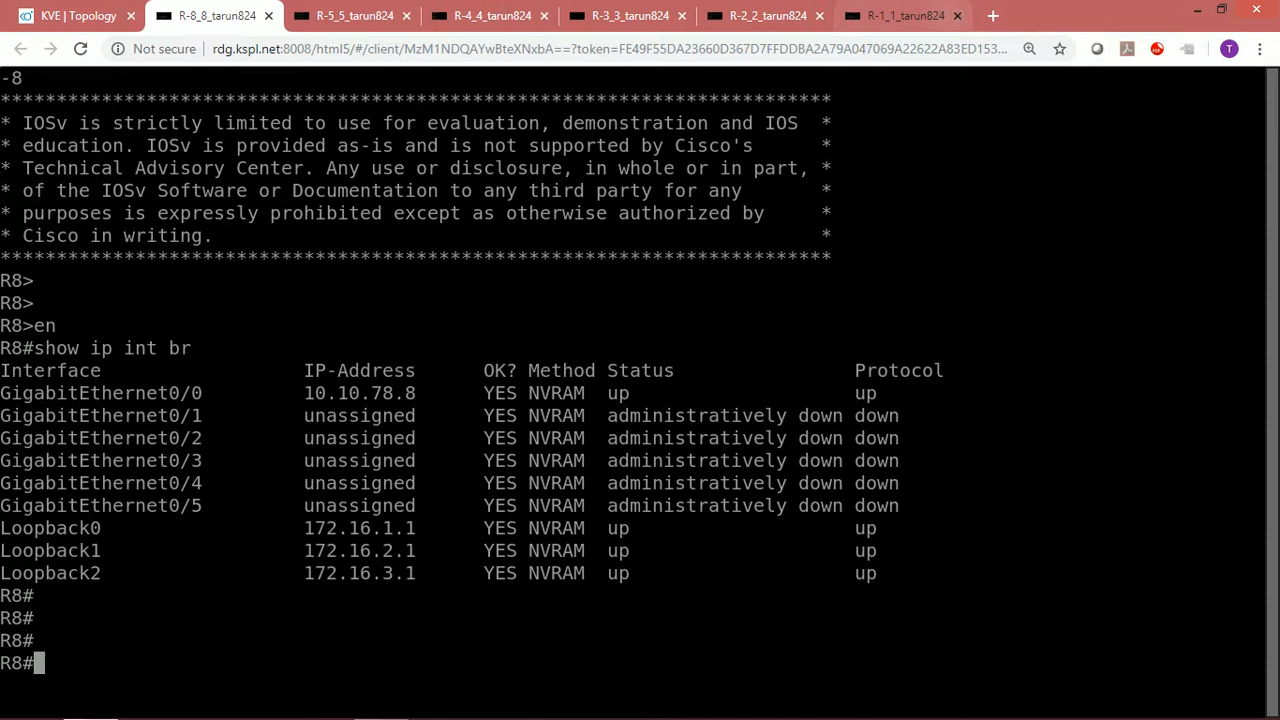 KVE | Topology
R-8_8_tarun824
R-5_5_tarun824
R-4_4_tarun824
R-3_3_tarun824
R-2_2_tarun824
R-1_1_tarun824
Not secure
rdg.kspl.net:8008/html5/#/client/MzM1NDQAYwBteXNxbA==?token=FE49F55DA23660D367D7FFDDBA2A79A047069A22622A83ED153...
T
-8
**************************************************************************
* IOSv is strictly limited to use for evaluation, demonstration and IOS  *
* education. IOSv is provided as-is and is not supported by Cisco's      *
* Technical Advisory Center. Any use or disclosure, in whole or in part, *
* of the IOSv Software or Documentation to any third party for any       *
* purposes is expressly prohibited except as otherwise authorized by     *
* Cisco in writing.                                                      *
**************************************************************************
R8>
R8>
R8>en
R8#show ip int br
Interface                  IP-Address      OK? Method Status                Protocol
GigabitEthernet0/0         10.10.78.8      YES NVRAM  up                    up
GigabitEthernet0/1         unassigned      YES NVRAM  administratively down down
GigabitEthernet0/2         unassigned      YES NVRAM  administratively down down
GigabitEthernet0/3         unassigned      YES NVRAM  administratively down down
GigabitEthernet0/4         unassigned      YES NVRAM  administratively down down
GigabitEthernet0/5         unassigned      YES NVRAM  administratively down down
Loopback0                  172.16.1.1      YES NVRAM  up                    up
Loopback1                  172.16.2.1      YES NVRAM  up                    up
Loopback2                  172.16.3.1      YES NVRAM  up                    up
R8#
R8#
R8#
R8#